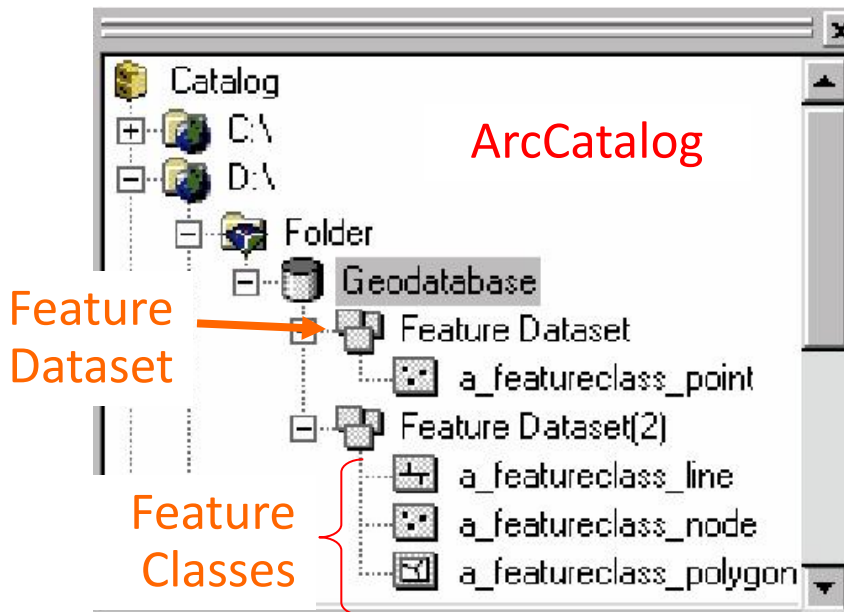 Catalog
C:\
ArcCatalog
D:\
Folder
Geodatabase
Feature
Dataset
Feature Dataset
a_featureclass_point
Feature Dataset(2)
a_featureclass_line
Feature
Classes
a_featureclass_node
a_featureclass_polygon